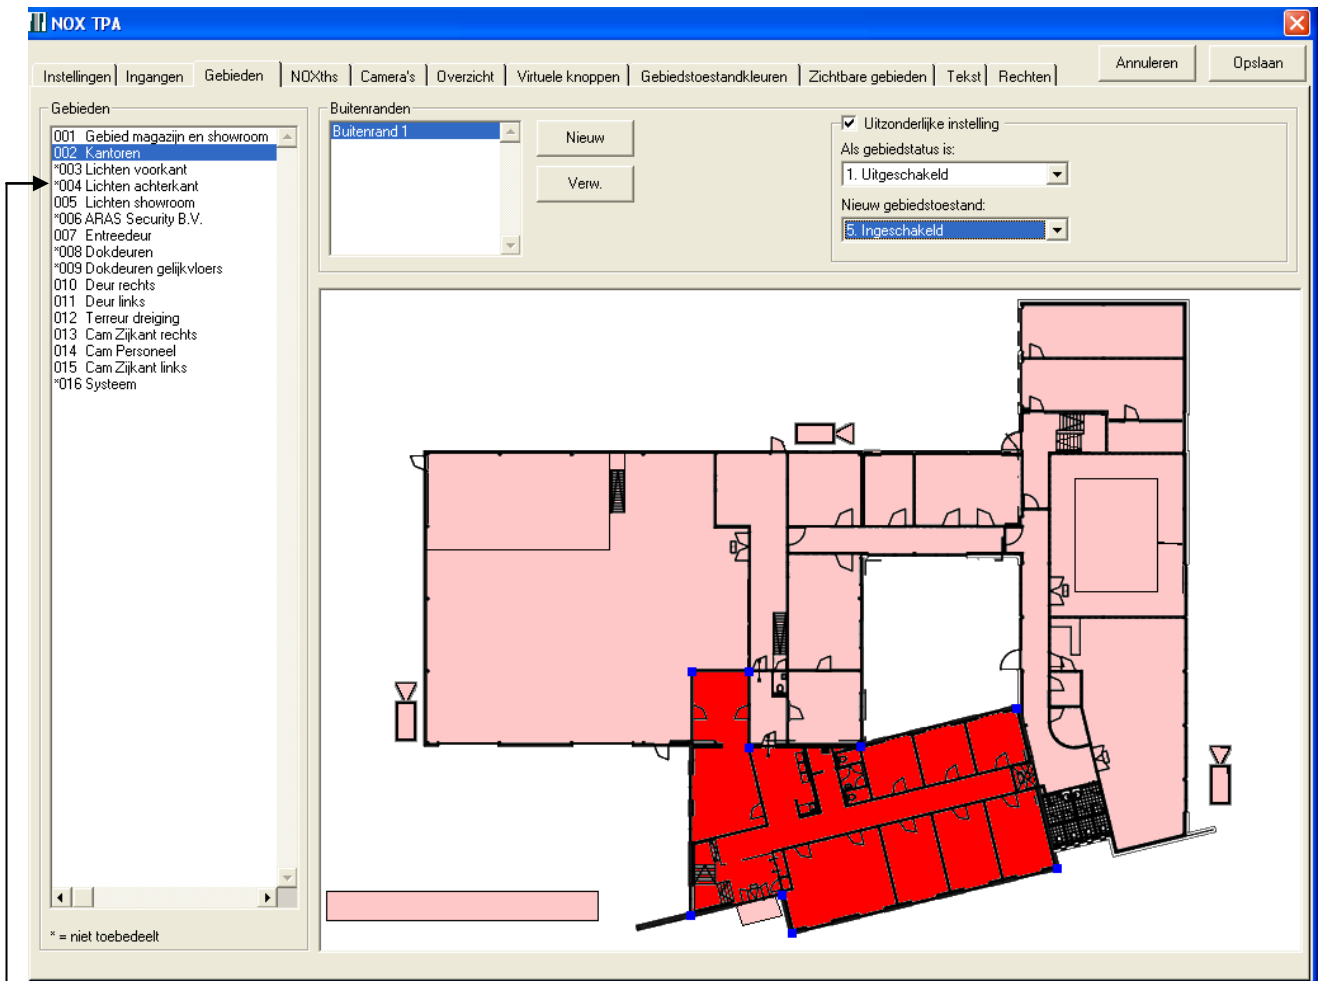 NOX TPA
Annuleren
Opslaan
Instellingen
Ingangen
Gebieden
NOXths
Camera's
Overzicht
Virtuele knoppen
Gebiedstoestandkleuren
Zichtbare gebieden
Tekst
Rechten
Gebieden
001 Gebied magazijn en showroom
002 Kantoren
*003 Lichten voorkant
*004 Lichten achterkant
005 Lichten showroom
*006 ARAS Security B.V.
007 Entreedeur
*008 Dokdeuren
*009 Dokdeuren gelijkvloers
010 Deur rechts
011 Deur links
012 Terreur dreiging
013 Cam Zijkant rechts
014 Cam Personeel
015 Cam Zijkant links
*016 Systeem
* = niet toebedeelt
Buitenranden
Buitenrand 1
Nieuw
Verw.
Uitzonderlijke instelling
Als gebiedstatus is:
1. Uitgeschakeld
Nieuw gebiedstoestand:
5. Ingeschakeld